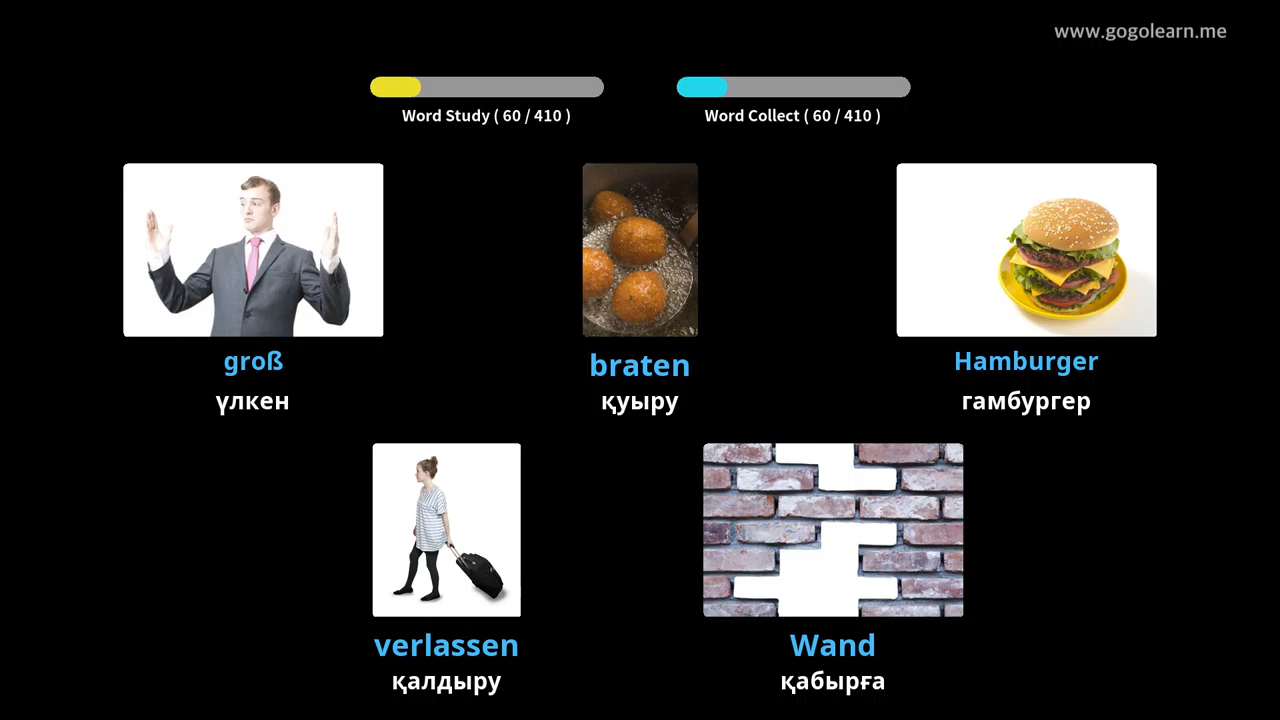 www.gogolearn.me
Word Study ( 60 / 410 )
Word Collect ( 60 / 410 )
groß
үлкен
braten
қуыру
Hamburger
гамбургер
verlassen
қалдыру
Wand
қабырға